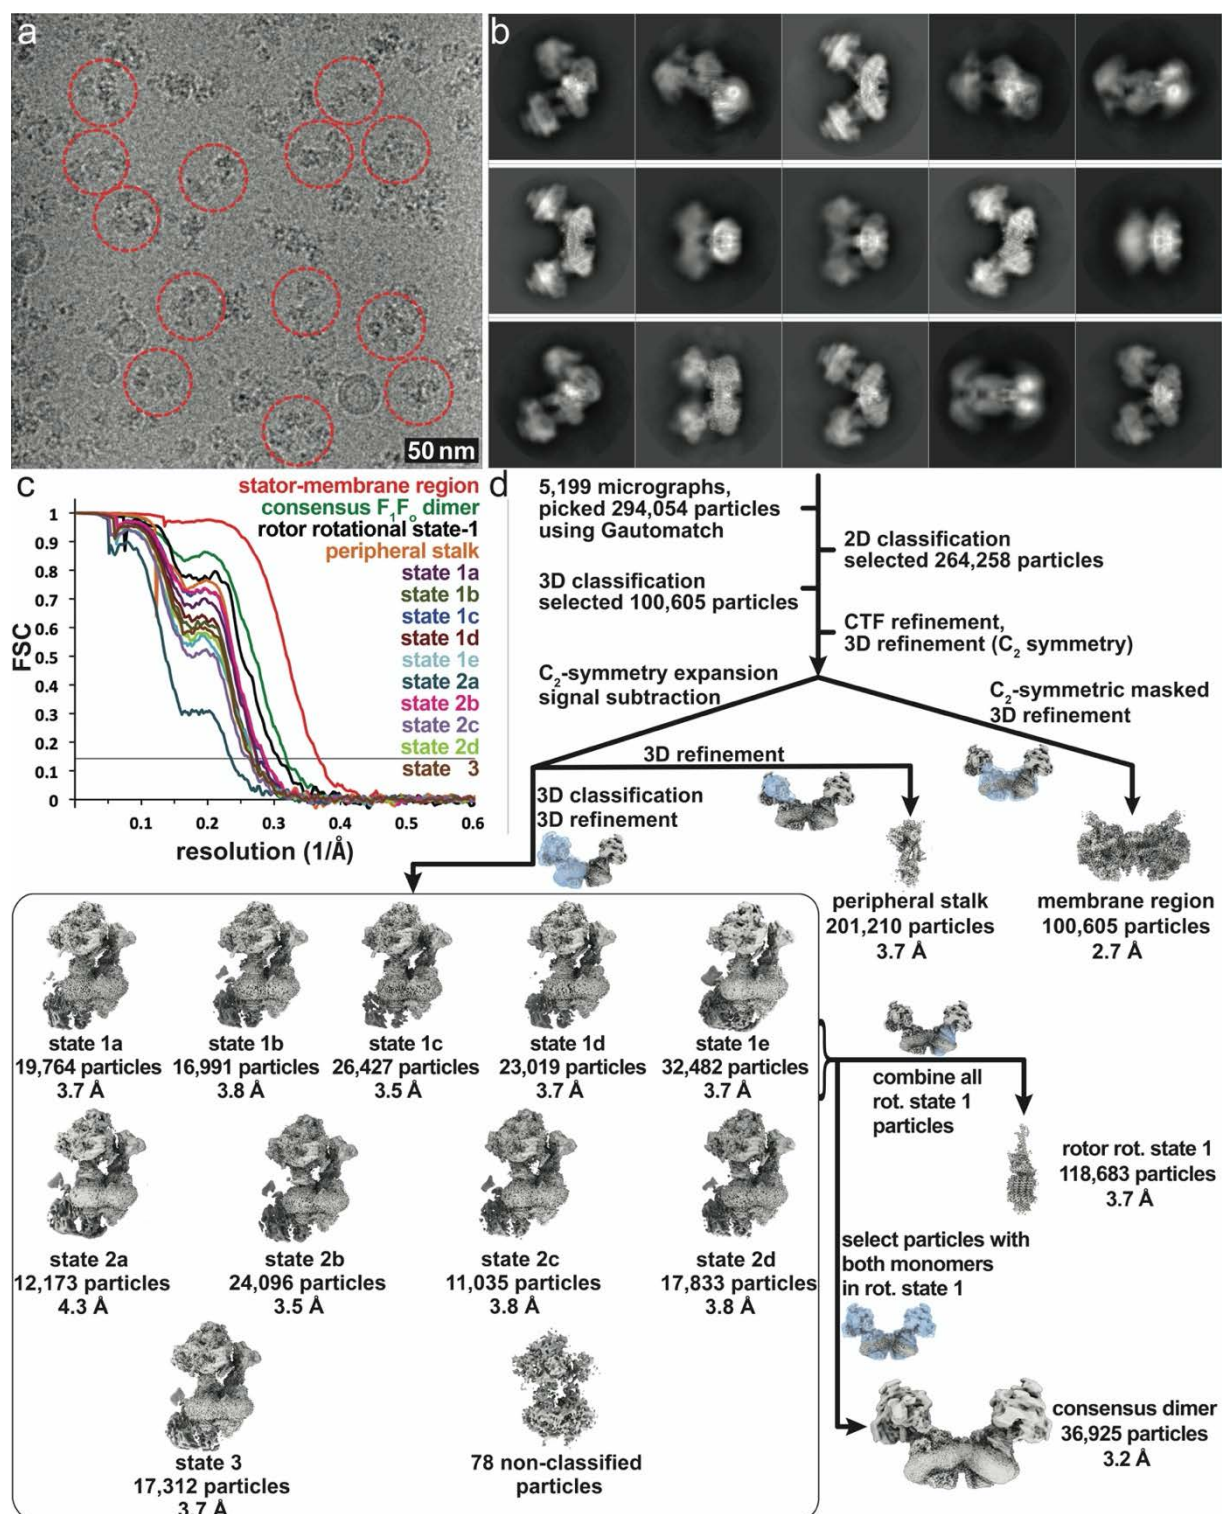 a
50 nm
b
c
stator-membrane region
consensus F1Fo dimer
rotor rotational state-1
peripheral stalk
state 1a
state 1b
state 1c
state 1d
state 1e
state 2a
state 2b
state 2c
state 2d
state 3
FSC
1
0.9
0.8
0.7
0.6
0.5
0.4
0.3
0.2
0.1
0
0.1 0.2 0.3 0.4 0.5 0.6
resolution (1/Å)
d
5,199 micrographs,
picked 294,054 particles
using Gautomatch
2D classification
selected 264,258 particles
3D classification
selected 100,605 particles
CTF refinement,
3D refinement (C2 symmetry)
C2-symmetry expansion
signal subtraction
C2-symmetric masked
3D refinement
3D refinement
3D classification
3D refinement
peripheral stalk
201,210 particles
3.7 Å
membrane region
100,605 particles
2.7 Å
state 1a
19,764 particles
3.7 Å
state 1b
16,991 particles
3.8 Å
state 1c
26,427 particles
3.5 Å
state 1d
23,019 particles
3.7 Å
state 1e
32,482 particles
3.7 Å
combine all
rot. state 1
particles
rotor rot. state 1
118,683 particles
3.7 Å
state 2a
12,173 particles
4.3 Å
state 2b
24,096 particles
3.5 Å
state 2c
11,035 particles
3.8 Å
state 2d
17,833 particles
3.8 Å
select particles with
both monomers
in rot. state 1
state 3
17,312 particles
3.7 Å
78 non-classified
particles
consensus dimer
36,925 particles
3.2 Å